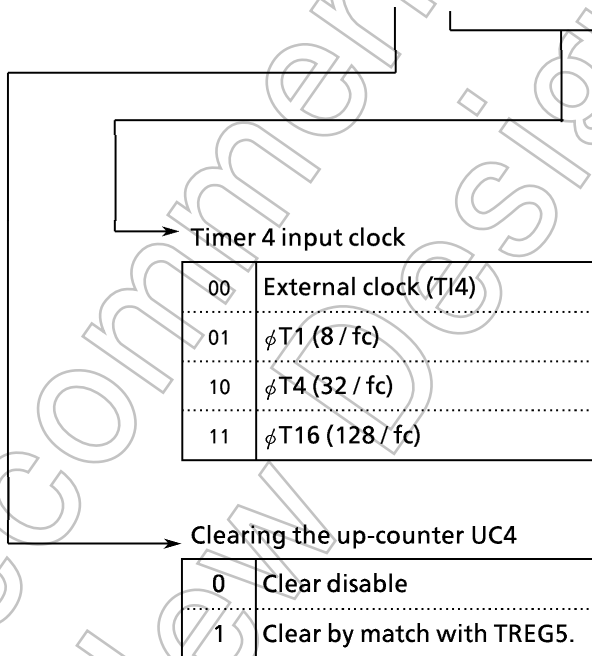 Timer 4 input clock
00 External clock (TI4)
01 ϕT1 (8 / fc)
10 ϕT4 (32 / fc)
11 ϕT16 (128 / fc)
Clearing the up-counter UC4
0 Clear disable
1 Clear by match with TREG5.